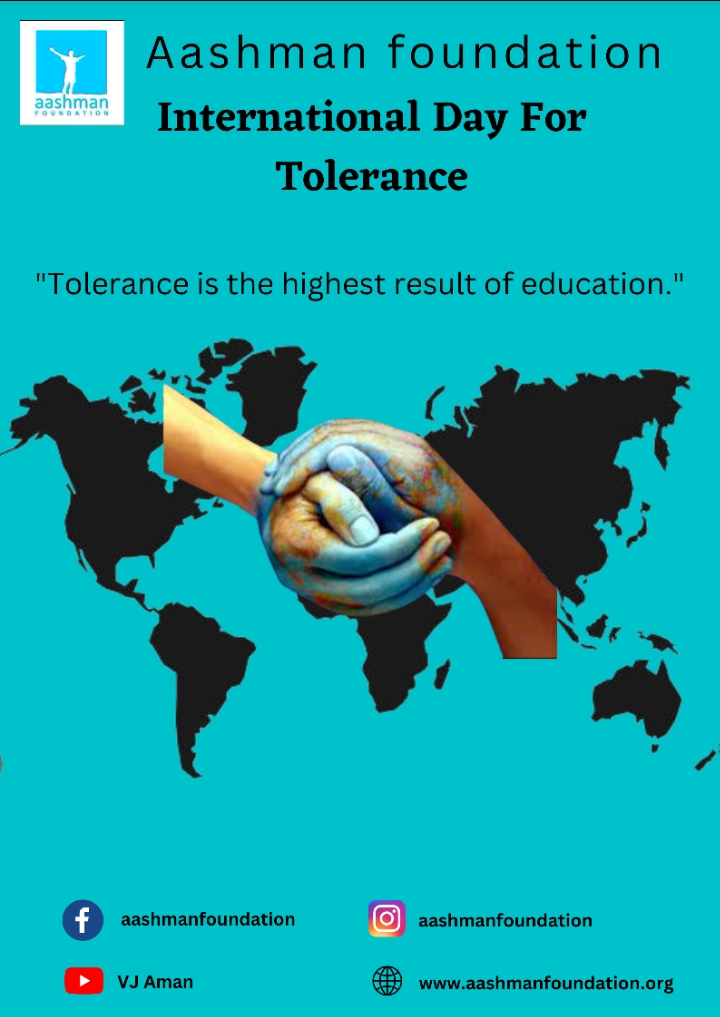 aashman
FOUNDATION
Aashman foundation
International Day For
Tolerance
"Tolerance is the highest result of education."
aashmanfoundation
aashmanfoundation
VJ Aman
www.aashmanfoundation.org